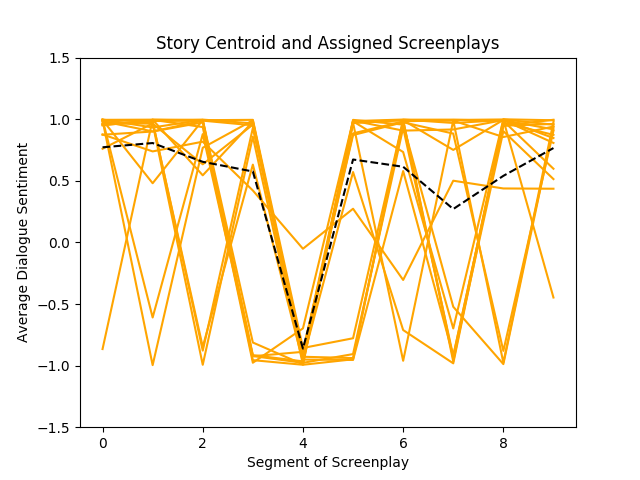 Story Centroid and Assigned Screenplays
1.5
1.0
0.5
0.0
−0.5
−1.0
−1.5
Average Dialogue Sentiment
0 2 4 6 8
Segment of Screenplay